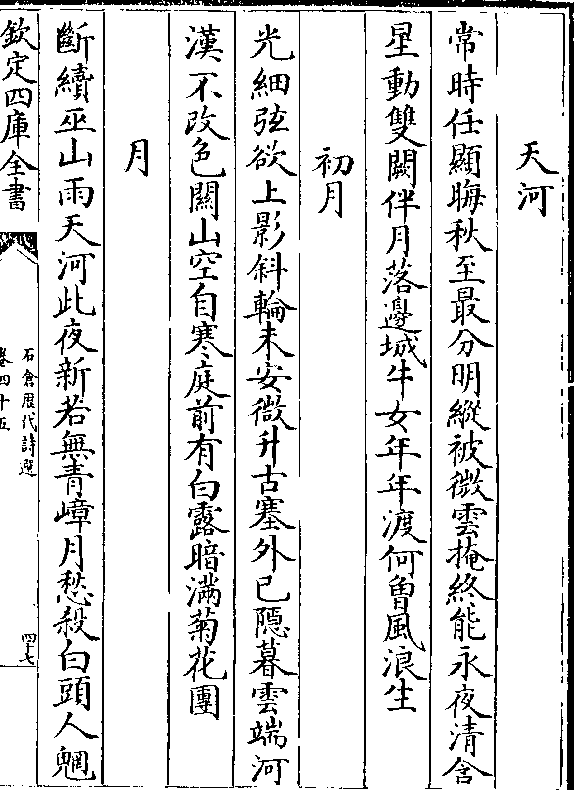 天河
常時任顯晦秋至最分明縱被微雲掩終能永夜清含
星動雙闕伴月落邊城牛女年年渡何曾風浪生
初月
光細弦欲上影斜輪未安微升古塞外已隱暮雲端河
漢不改色關山空自寒庭前有白露暗滿菊花團
月
斷續巫山雨天河此夜新若無青嶂月愁殺白頭人魍
欽定四庫全書
石倉歴代詩選
卷四十五
四七